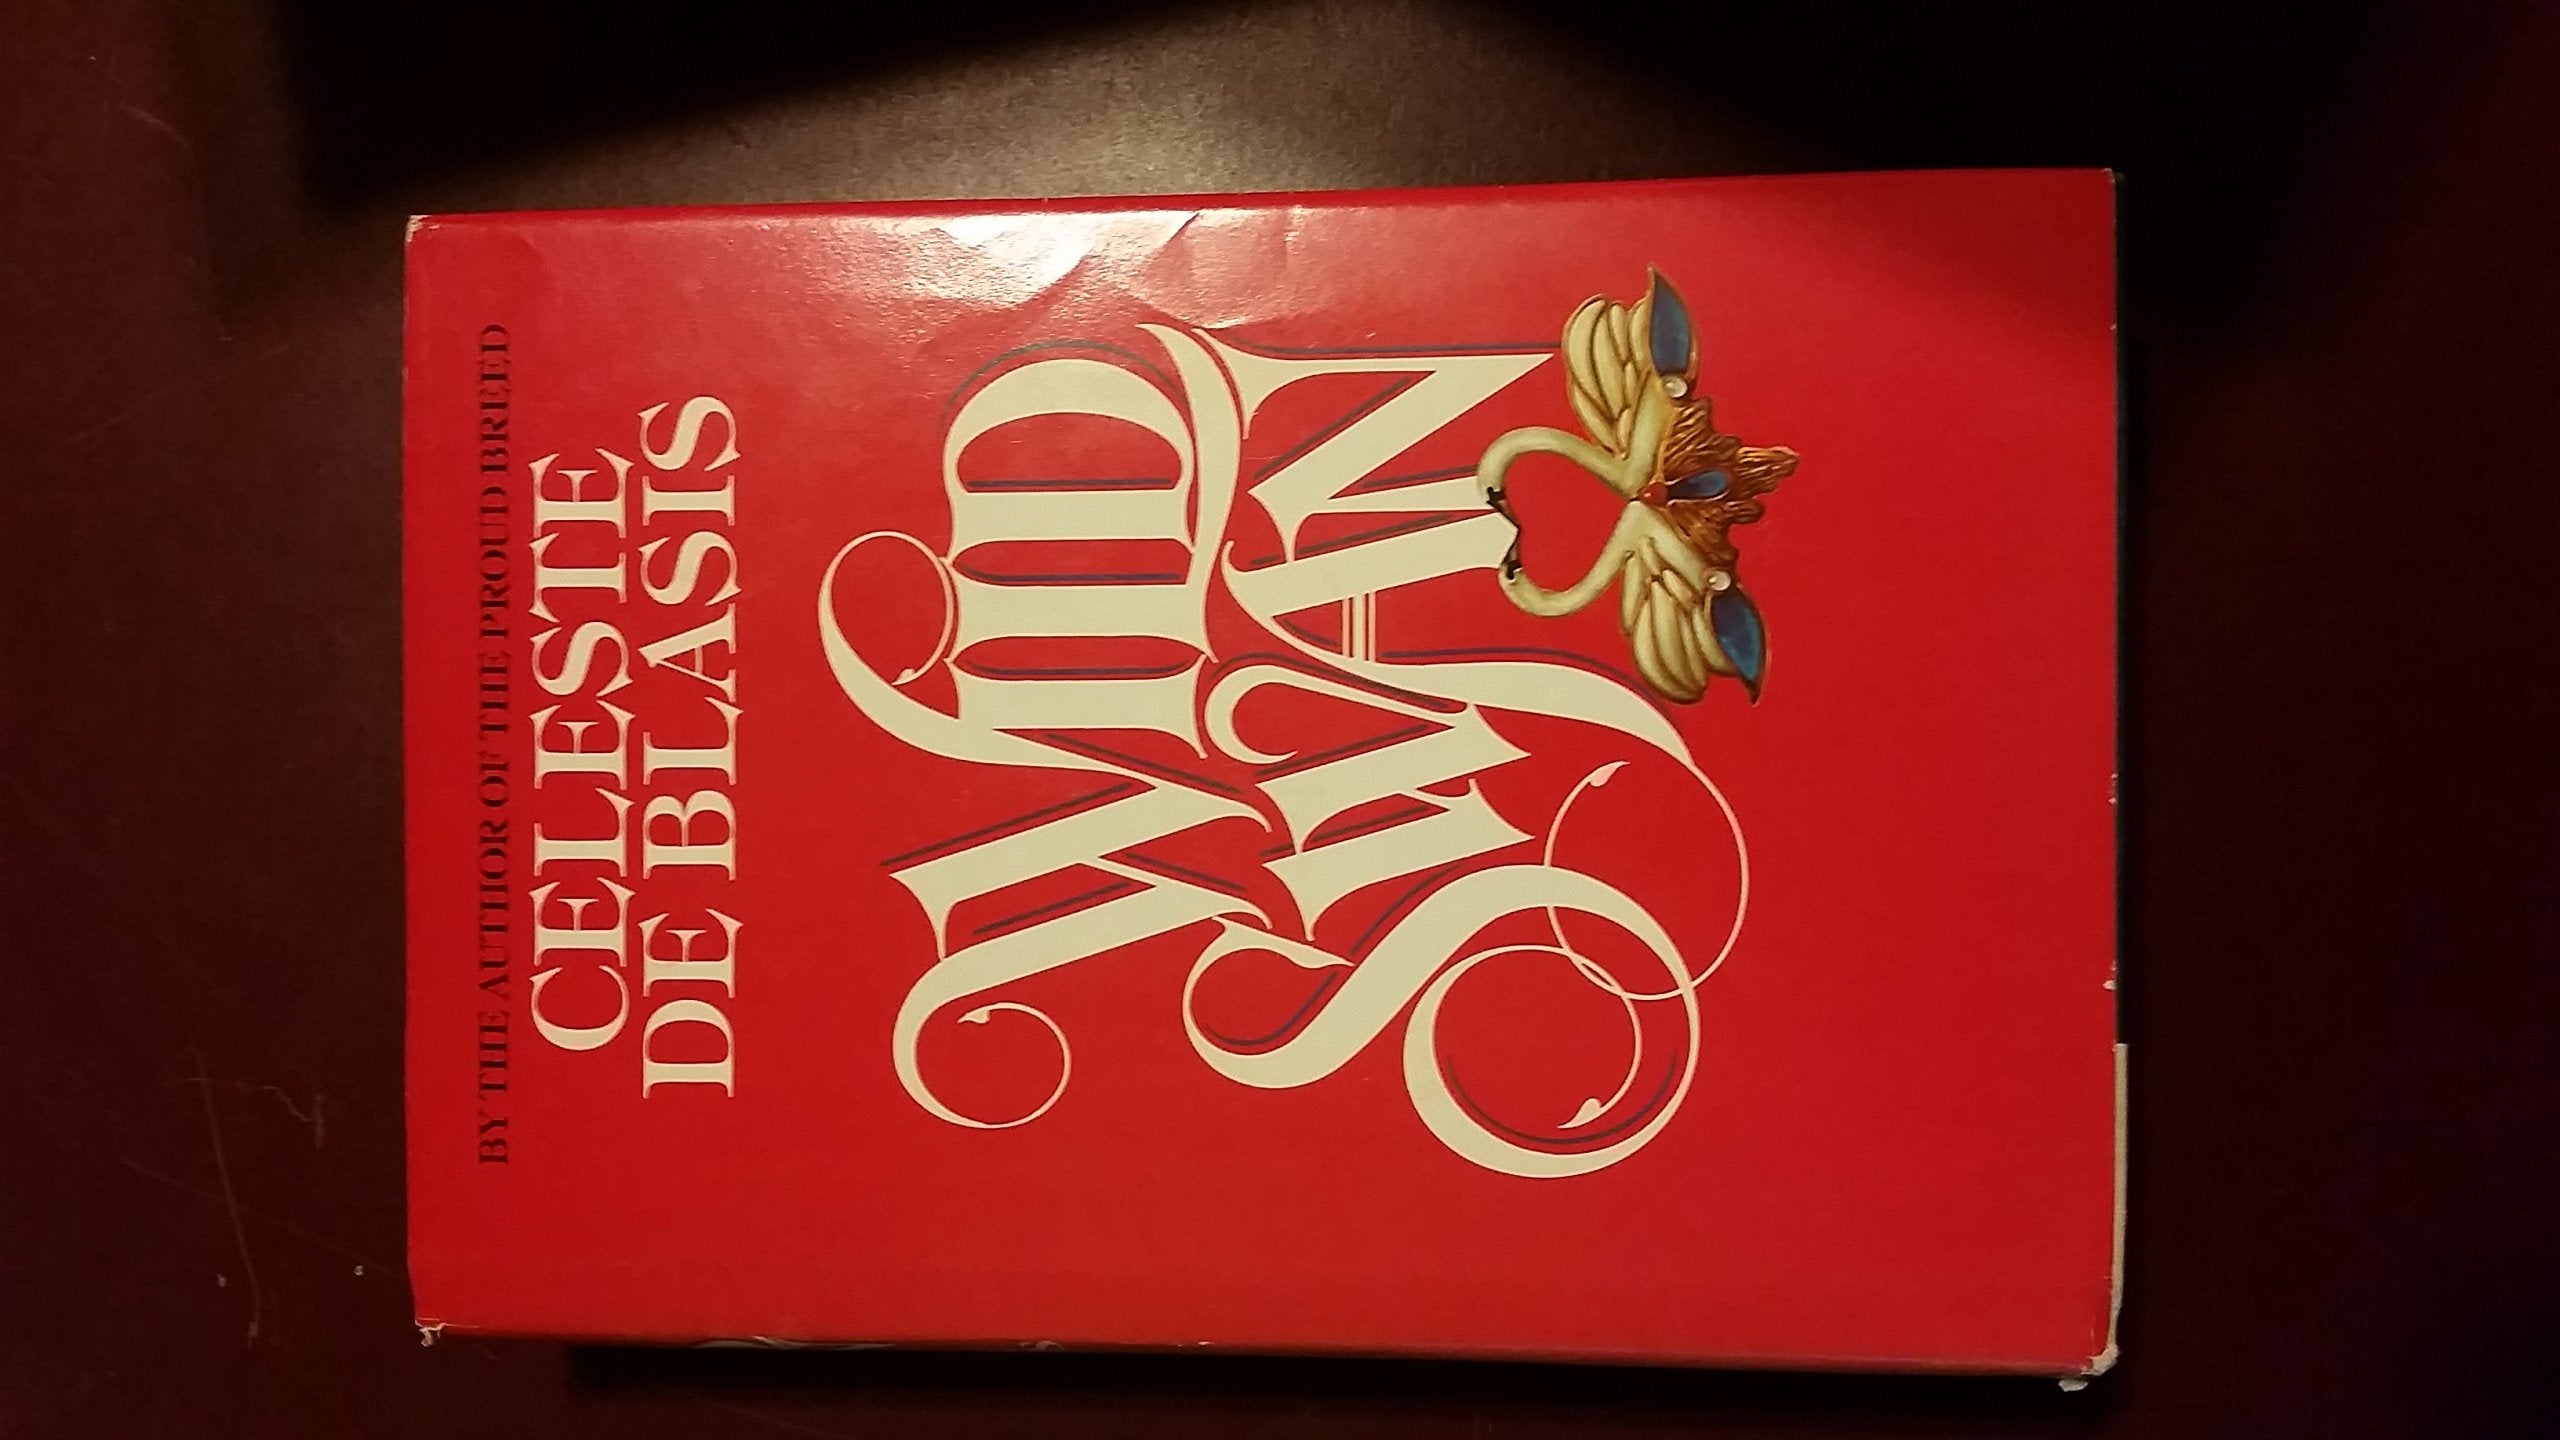 BY THE AUTHOR OF THE PROUD BREED
CELESTE
DE BLASIS
WILD
SWAN